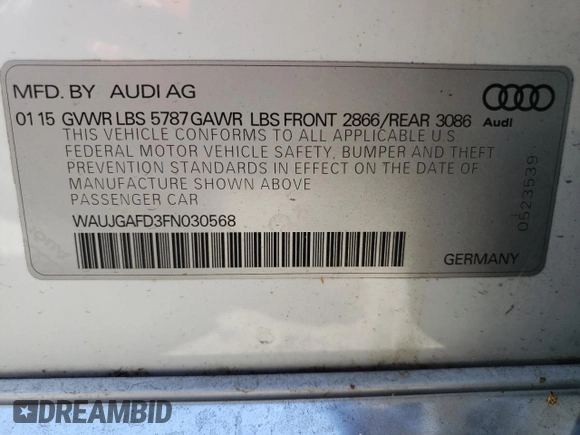 MFD. BY AUDI AG
01 15 GVWR LBS 5787 GAWR LBS FRONT 2866/REAR 3086
THIS VEHICLE CONFORMS TO ALL APPLICABLE U.S
FEDERAL MOTOR VEHICLE SAFETY, BUMPER AND THEFT
PREVENTION STANDARDS IN EFFECT ON THE DATE OF
MANUFACTURE SHOWN ABOVE
PASSENGER CAR
WAUJGAFD3FN030568
Audi
0523539
GERMANY
DREAMBID